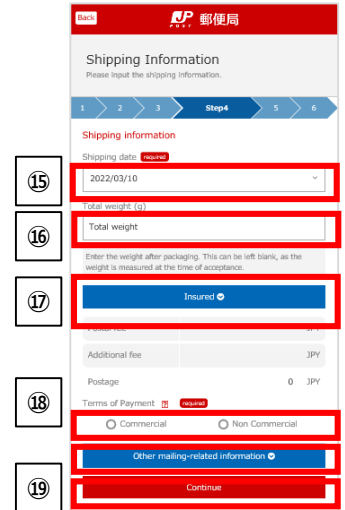 Back
JP POST 郵便局
Shipping Information
Please input the shipping information.
1 2 3 Step4 5 6
Shipping information
Shipping date required
⑮
2022/03/10
Total weight (g)
⑯
Total weight
Enter the weight after packaging. This can be left blank, as the
weight is measured at the time of acceptance.
⑰
Insured
Postal fee JPY
Additional fee JPY
Postage 0 JPY
Terms of Payment ? required
⑱
Commercial Non Commercial
Other mailing-related information
⑲
Continue